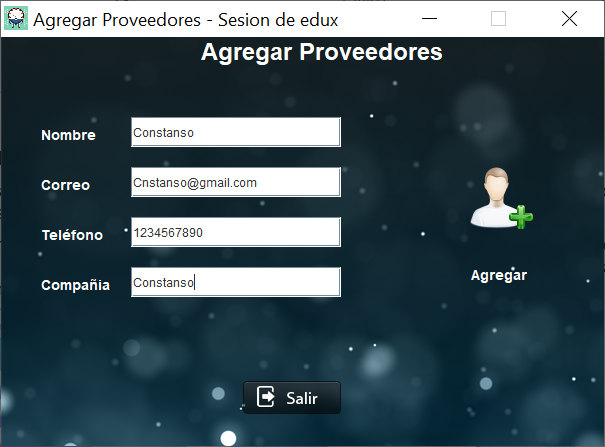 Agregar Proveedores - Sesion de edux
Agregar Proveedores
Nombre Constanso
Correo Cnstanso@gmail.com
Teléfono 1234567890
Compañia Constanso
Agregar
Salir